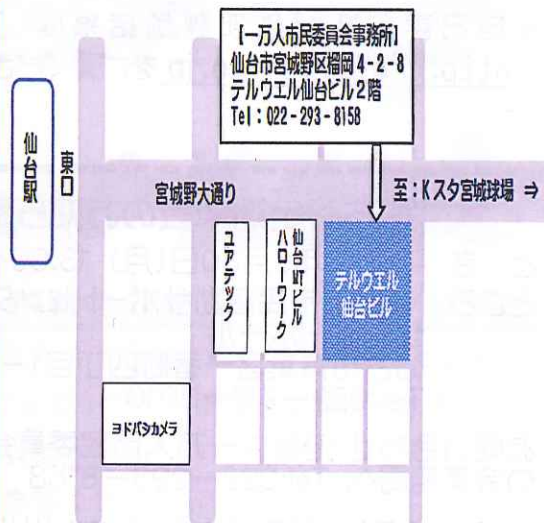 【一万人市民委員会事務所】
仙台市宮城野区榴岡4-2-8
テルウエル仙台ビル2階
Tel:022-293-8158
仙台駅
東口
宮城野大通り
至:Kスタ宮城球場 ⇒
ユアテック
仙台MTビル
ハローワーク
テルウエル
仙台ビル
ヨドバシカメラ